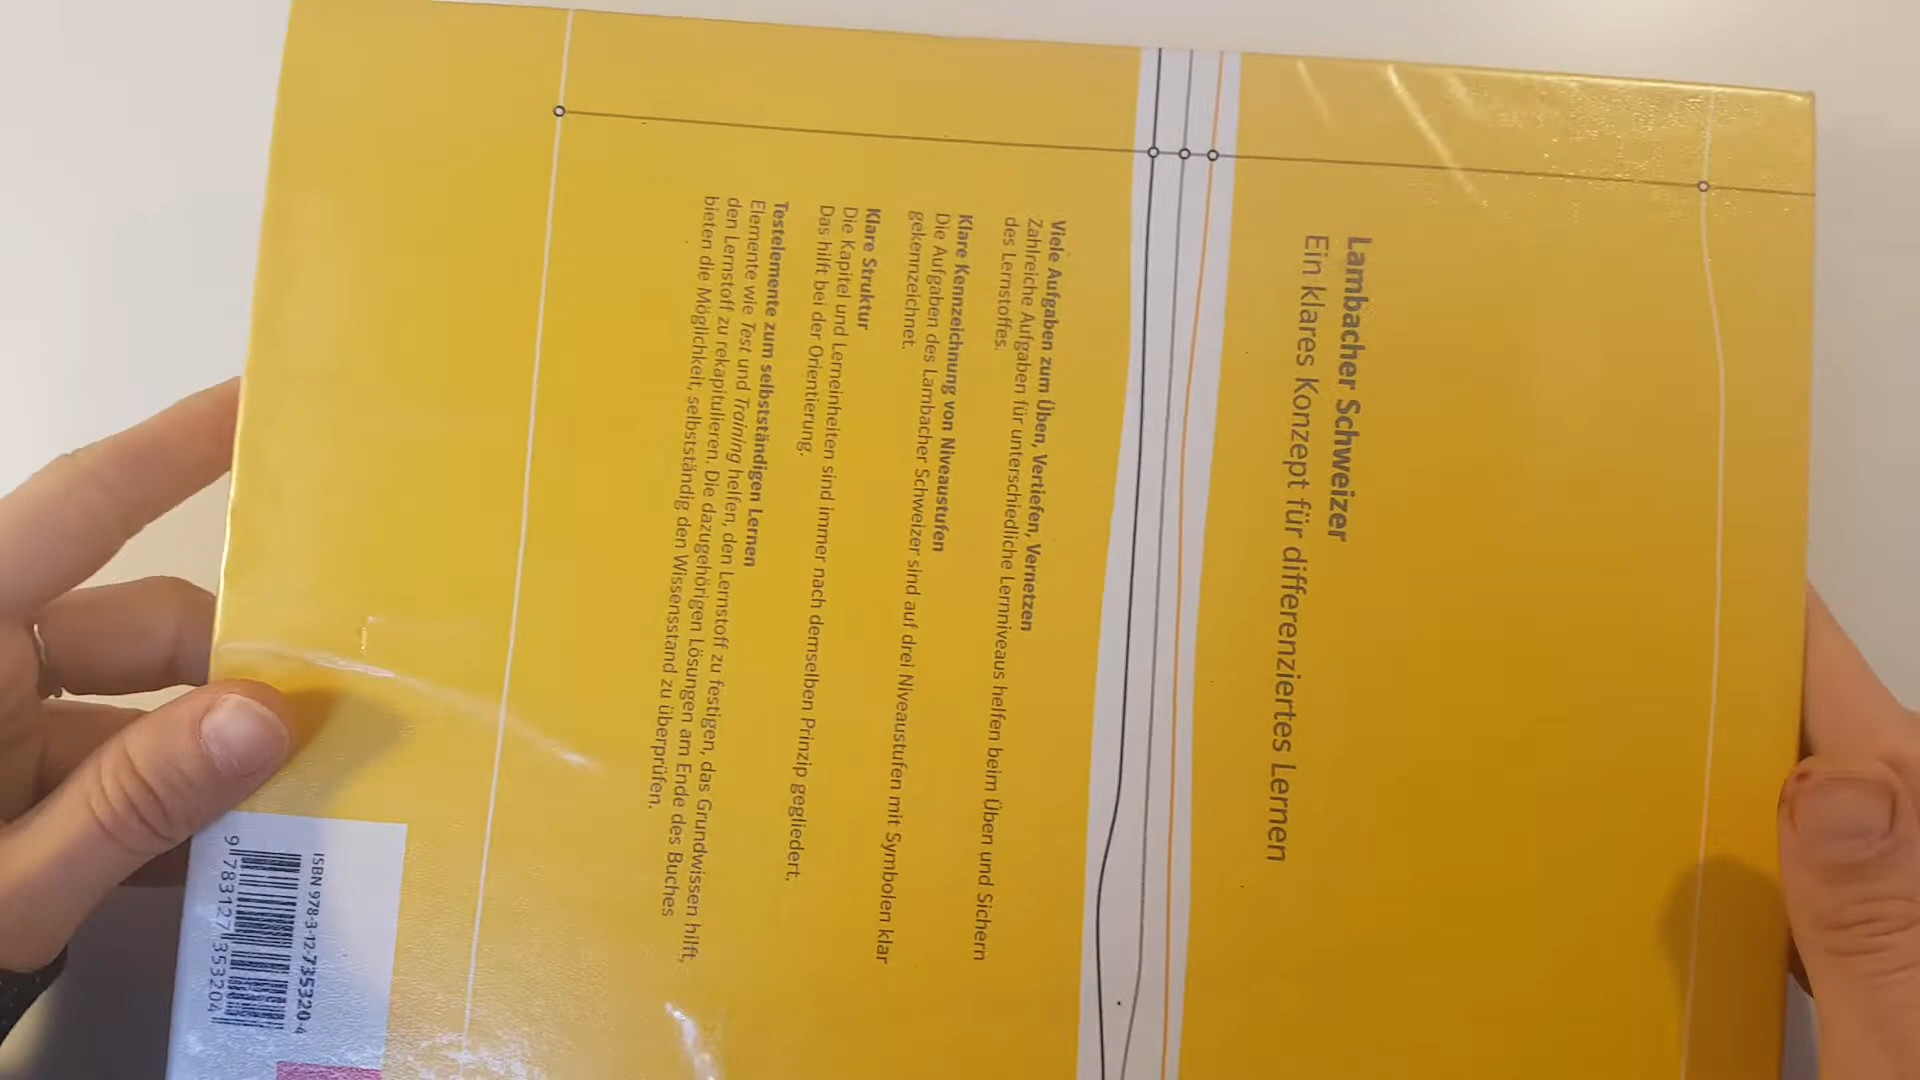 Lambacher Schweizer
Ein klares Konzept für differenziertes Lernen
Viele Aufgaben zum Üben, Vertiefen, Vernetzen
Zahlreiche Aufgaben für unterschiedliche Lernniveaus helfen beim Üben und Sichern
des Lernstoffes.
Klare Kennzeichnung von Niveaustufen
Die Aufgaben des Lambacher Schweizer sind auf drei Niveaustufen mit Symbolen klar
gekennzeichnet.
Klare Struktur
Die Kapitel und Lerneinheiten sind immer nach demselben Prinzip gegliedert.
Das hilft bei der Orientierung.
Testelemente zum selbstständigen Lernen
Elemente wie Test und Training helfen, den Lernstoff zu festigen, das Grundwissen hilft,
den Lernstoff zu rekapitulieren. Die dazugehörigen Lösungen am Ende des Buches
bieten die Möglichkeit, selbstständig den Wissensstand zu überprüfen.
ISBN 978-3-12-735320-4
9 783127 353204